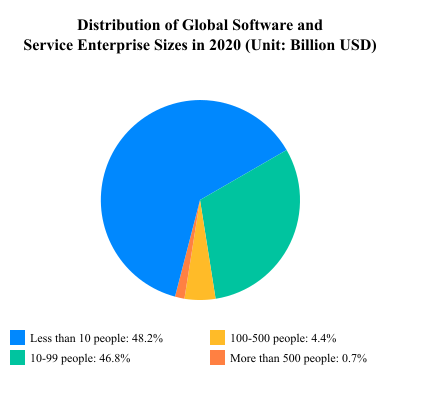 Distribution of Global Software and
Service Enterprise Sizes in 2020 (Unit: Billion USD)
Less than 10 people: 48.2%
10-99 people: 46.8%
100-500 people: 4.4%
More than 500 people: 0.7%